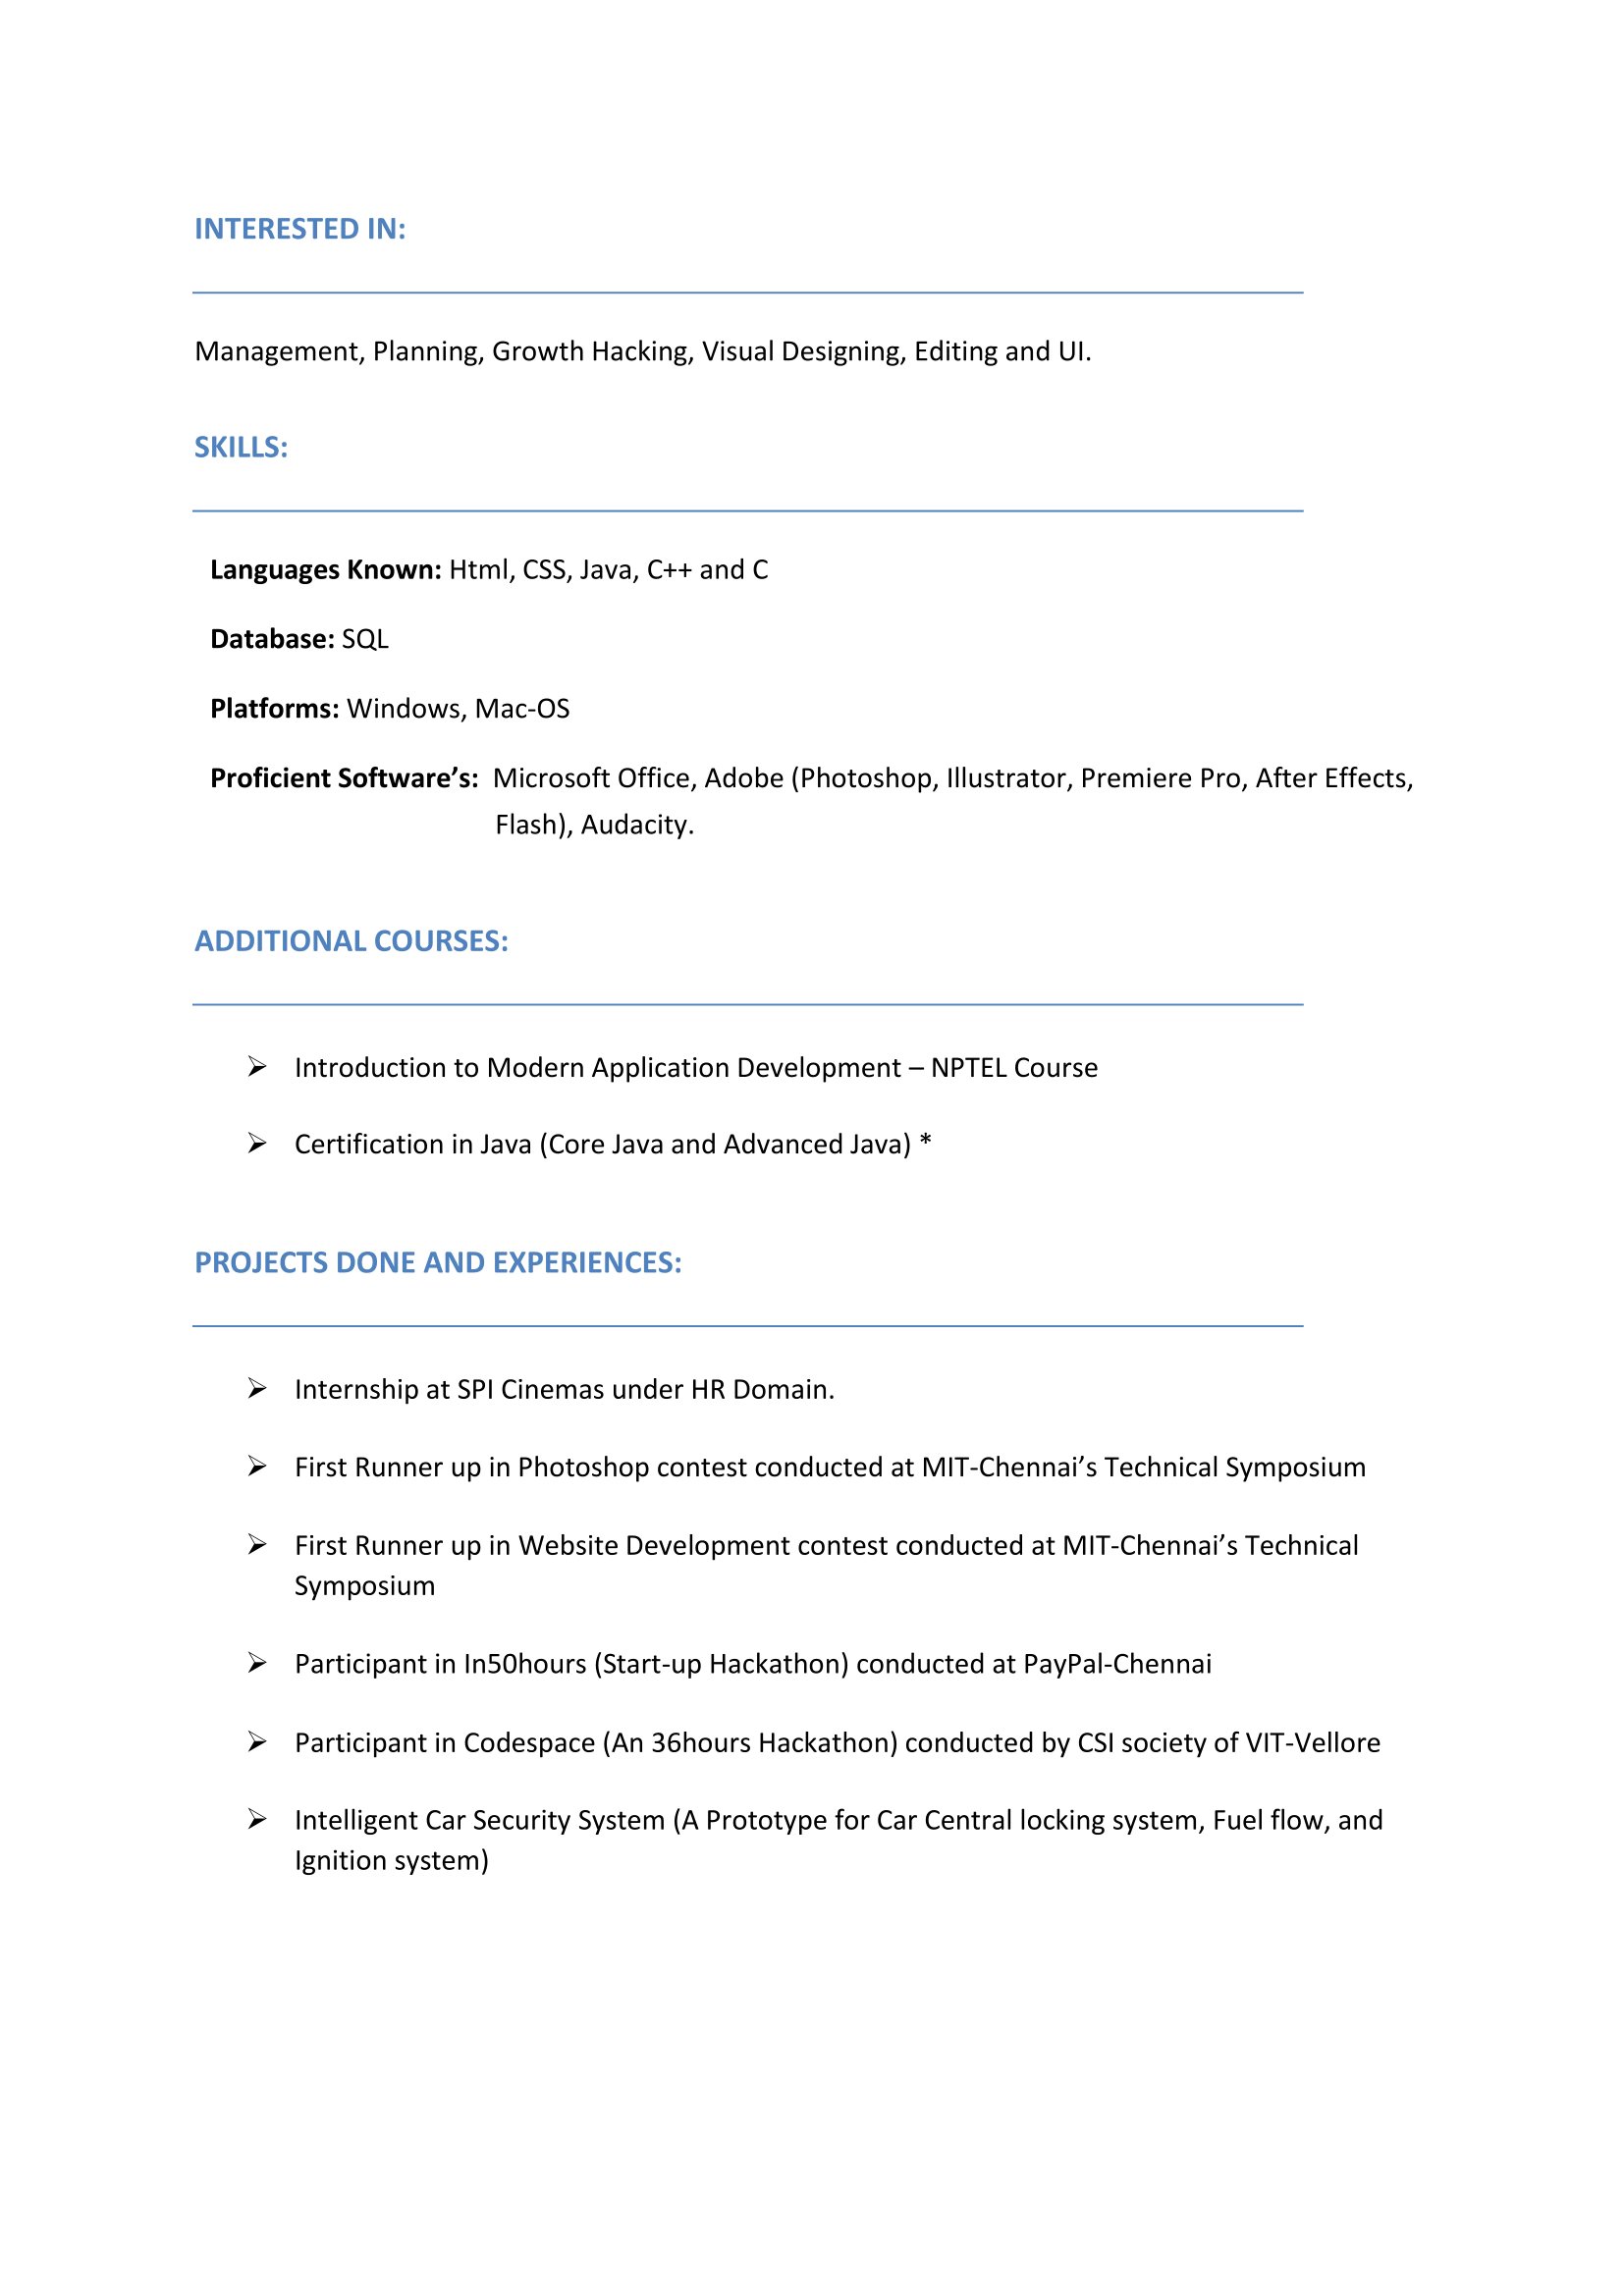 INTERESTED IN:
Management, Planning, Growth Hacking, Visual Designing, Editing and UI.
SKILLS:
Languages Known: Html, CSS, Java, C++ and C
Database: SQL
Platforms: Windows, Mac-OS
Proficient Software’s: Microsoft Office, Adobe (Photoshop, Illustrator, Premiere Pro, After Effects,
Flash), Audacity.
ADDITIONAL COURSES:
➢ Introduction to Modern Application Development – NPTEL Course
➢ Certification in Java (Core Java and Advanced Java) *
PROJECTS DONE AND EXPERIENCES:
➢ Internship at SPI Cinemas under HR Domain.
➢ First Runner up in Photoshop contest conducted at MIT-Chennai’s Technical Symposium
➢ First Runner up in Website Development contest conducted at MIT-Chennai’s Technical
Symposium
➢ Participant in In50hours (Start-up Hackathon) conducted at PayPal-Chennai
➢ Participant in Codespace (An 36hours Hackathon) conducted by CSI society of VIT-Vellore
➢ Intelligent Car Security System (A Prototype for Car Central locking system, Fuel flow, and
Ignition system)